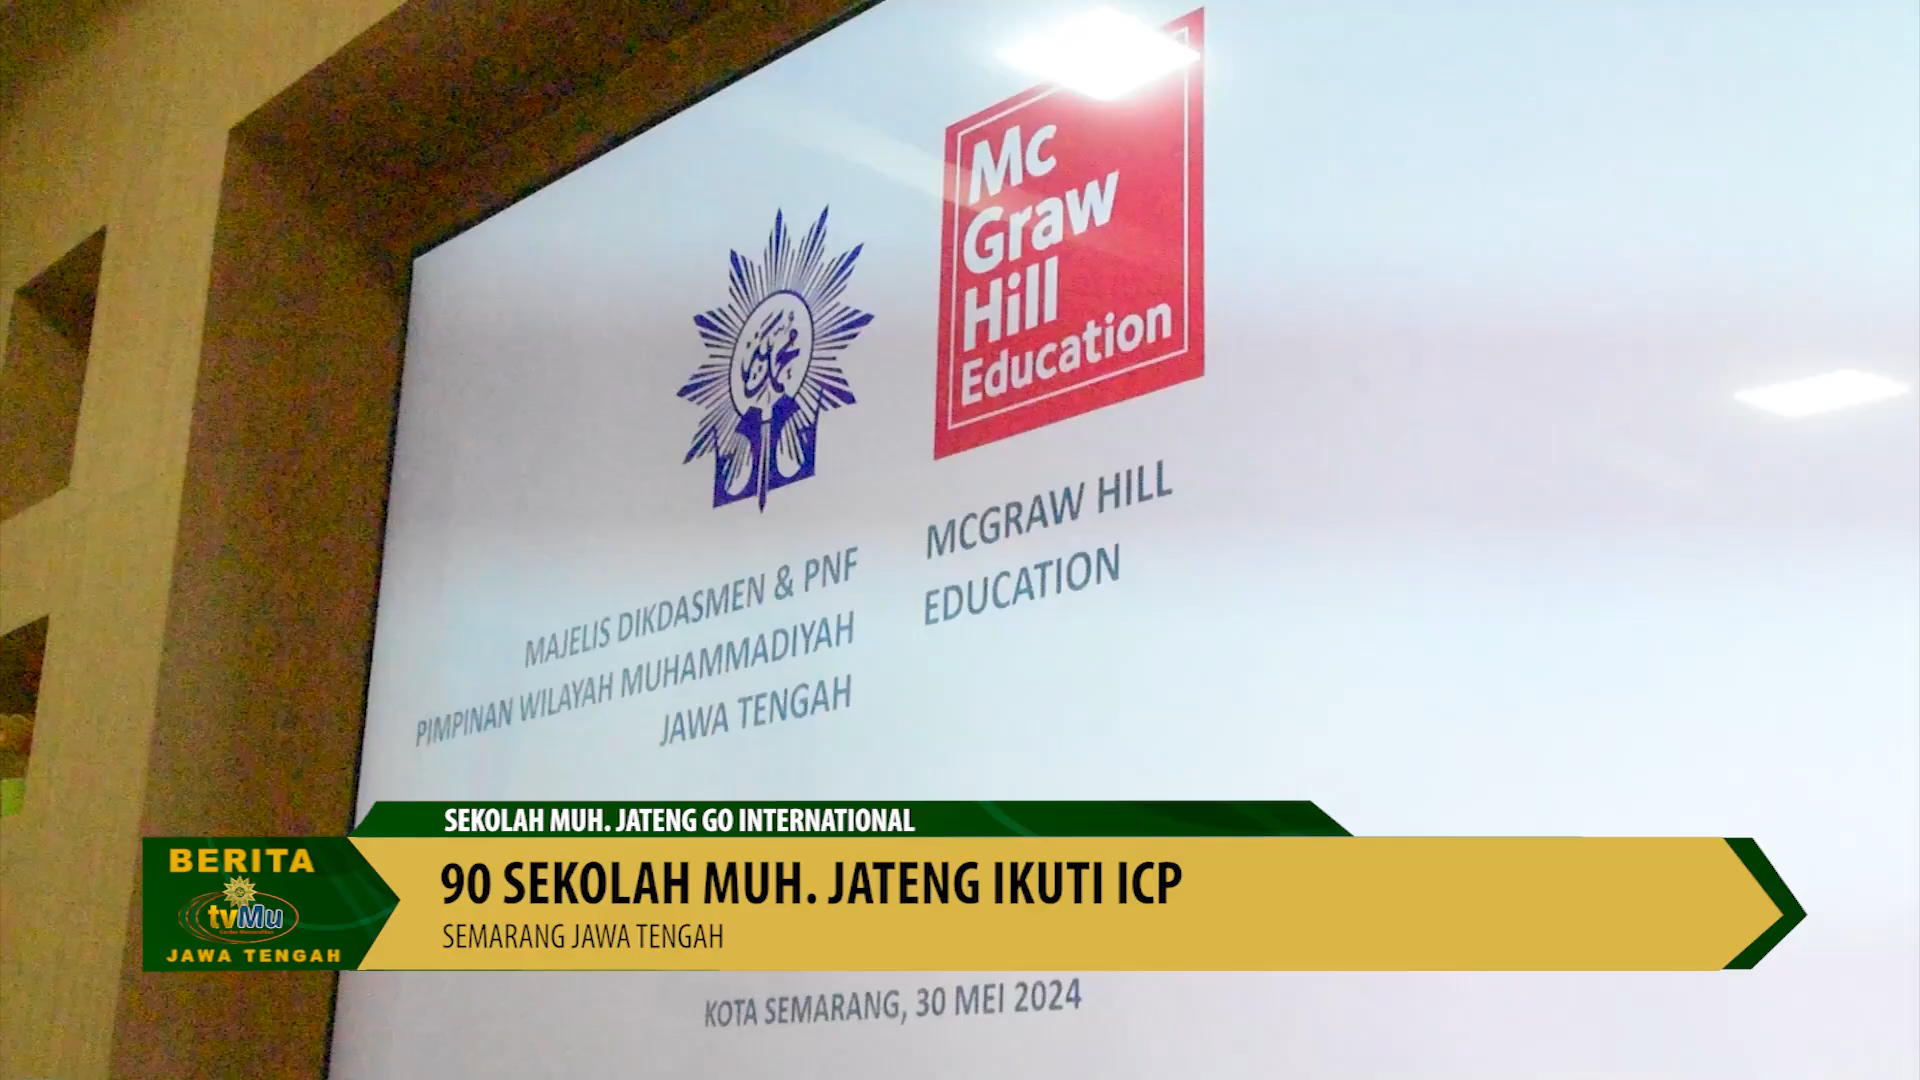 Mc
Graw
Hill
Education
MAJELIS DIKDASMEN & PNF
PIMPINAN WILAYAH MUHAMMADIYAH
JAWA TENGAH
MCGRAW HILL
EDUCATION
SEKOLAH MUH. JATENG GO INTERNATIONAL
BERITA
tvMu
JAWA TENGAH
90 SEKOLAH MUH. JATENG IKUTI ICP
SEMARANG JAWA TENGAH
KOTA SEMARANG, 30 MEI 2024